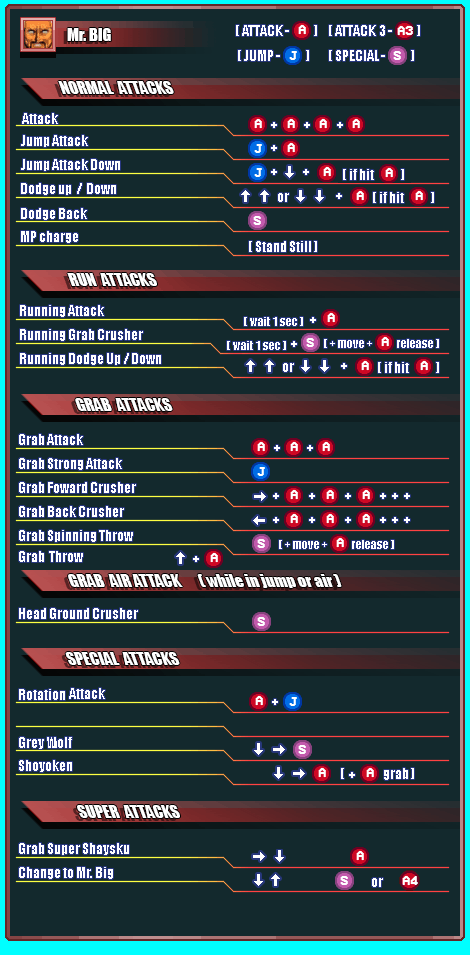 Mr. BIG
[ ATTACK - A ] [ ATTACK 3 - A3 ]
[ JUMP - J ] [ SPECIAL - S ]
NORMAL ATTACKS
Attack A + A + A + A
Jump Attack J + A
Jump Attack Down J + ↓ + A [ if hit A ]
Dodge up / Down ↑ ↑ or ↓ ↓ + A [ if hit A ]
Dodge Back S
MP charge [ Stand Still ]
RUN ATTACKS
Running Attack [ wait 1 sec ] + A
Running Grab Crusher [ wait 1 sec ] + S [ + move + A release ]
Running Dodge Up / Down ↑ ↑ or ↓ ↓ + A [ if hit A ]
GRAB ATTACKS
Grab Attack A + A + A
Grab Strong Attack J
Grab Foward Crusher → + A + A + A + + +
Grab Back Crusher ← + A + A + A + + +
Grab Spinning Throw S [ + move + A release ]
Grab Throw ↑ + A
GRAB AIR ATTACK [ while in jump or air ]
Head Ground Crusher S
SPECIAL ATTACKS
Rotation Attack A + J
Grey Wolf ↓ → S
Shoyoken ↓ → A [ + A grab ]
SUPER ATTACKS
Grab Super Shaysku → ↓ A
Change to Mr. Big ↓ ↑ S or A4